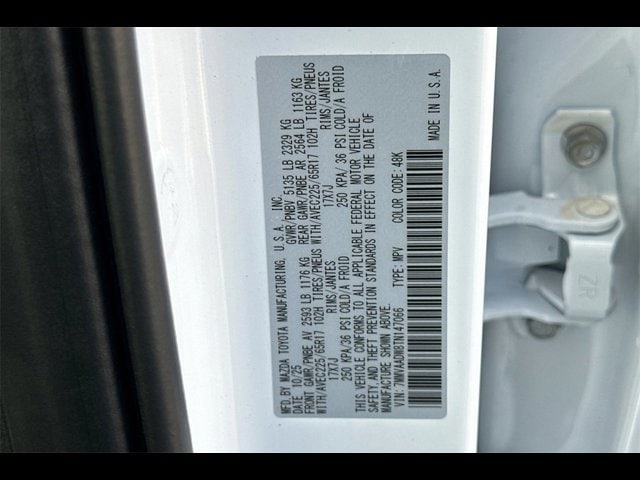 MFD.BY MAZDA TOYOTA MANUFACTURING, U.S.A., INC.
DATE 10/25 GVWR/PNBV 5135 LB 2329 KG
FRONT GAWR/PNBE AV 2593 LB 1176 KG REAR GAWR/PNBE AR 2564 LB 1163 KG
WITH/AVEC225/65R17 102H TIRES/PNEUS WITH/AVEC225/65R17 102H TIRES/PNEUS
17X7J RIMS/JANTES 17X7J RIMS/JANTES
250 KPA/36 PSI COLD/A FROID 250 KPA/ 36 PSI COLD/A FROID
THIS VEHICLE CONFORMS TO ALL APPLICABLE FEDERAL MOTOR VEHICLE
SAFETY, AND THEFT PREVENTION STANDARDS IN EFFECT ON THE DATE OF
MANUFACTURE SHOWN ABOVE.
VIN: TYPE: MPV COLOR CODE: 48K
MADE IN U.S.A.
ZR